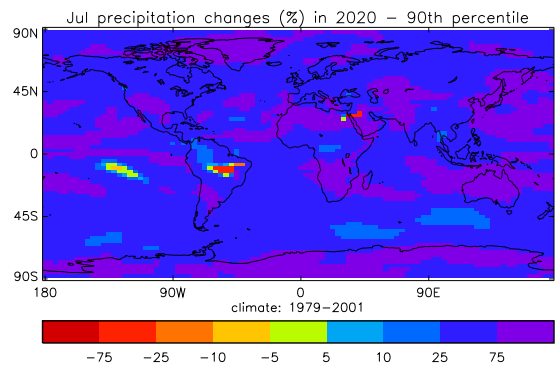 Jul precipitation changes (%) in 2020 − 90th percentile
90N
45N
0
45S
90S
180 90W 0 90E
climate: 1979−2001
−75 −25 −10 −5 5 10 25 75